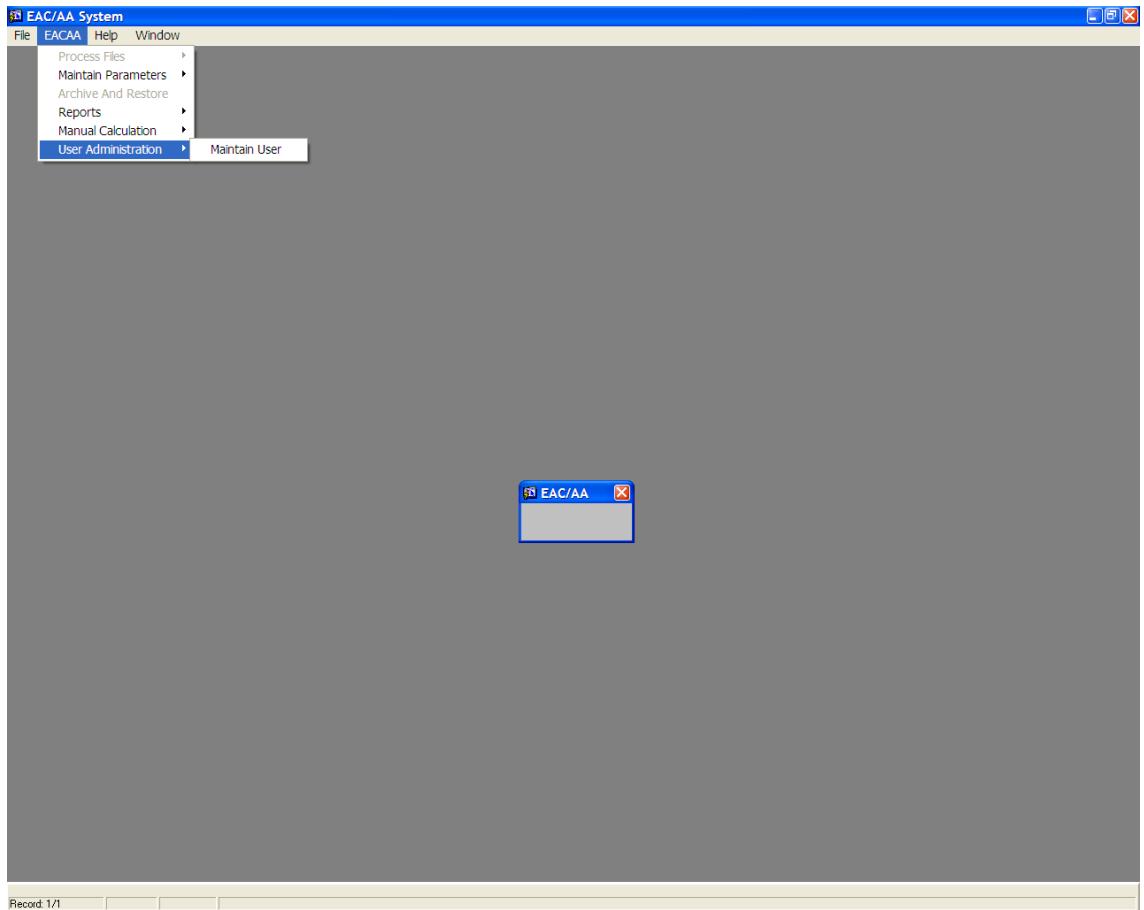 EAC/AA System
File EACAA Help Window
Process Files
Maintain Parameters
Archive And Restore
Reports
Manual Calculation
User Administration Maintain User
EAC/AA
Record: 1/1